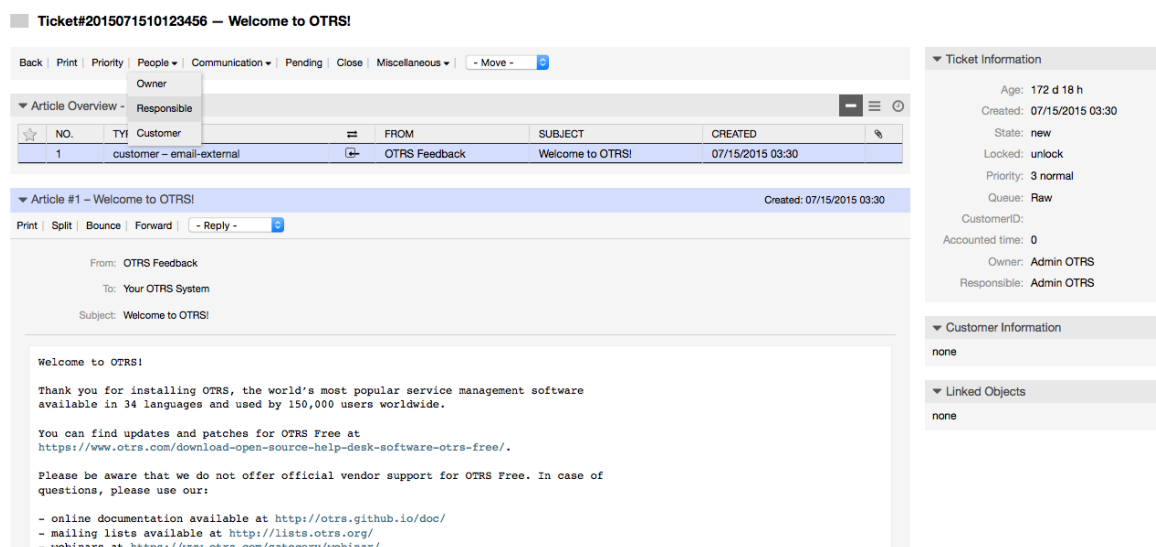 Ticket#2015071510123456 — Welcome to OTRS!
Back Print Priority People Communication Pending Close Miscellaneous - Move -
Owner
Responsible
Customer
Article Overview -
NO. TYP FROM SUBJECT CREATED
1 customer – email-external OTRS Feedback Welcome to OTRS! 07/15/2015 03:30
Article #1 – Welcome to OTRS! Created: 07/15/2015 03:30
Print Split Bounce Forward - Reply -
From: OTRS Feedback
To: Your OTRS System
Subject: Welcome to OTRS!
Welcome to OTRS!
Thank you for installing OTRS, the world's most popular service management software
available in 34 languages and used by 150,000 users worldwide.
You can find updates and patches for OTRS Free at
https://www.otrs.com/download-open-source-help-desk-software-otrs-free/.
Please be aware that we do not offer official vendor support for OTRS Free. In case of
questions, please use our:
- online documentation available at http://otrs.github.io/doc/
- mailing lists available at http://lists.otrs.org/
- webinars at https://www.otrs.com/category/webinar/
Ticket Information
Age: 172 d 18 h
Created: 07/15/2015 03:30
State: new
Locked: unlock
Priority: 3 normal
Queue: Raw
CustomerID:
Accounted time: 0
Owner: Admin OTRS
Responsible: Admin OTRS
Customer Information
none
Linked Objects
none